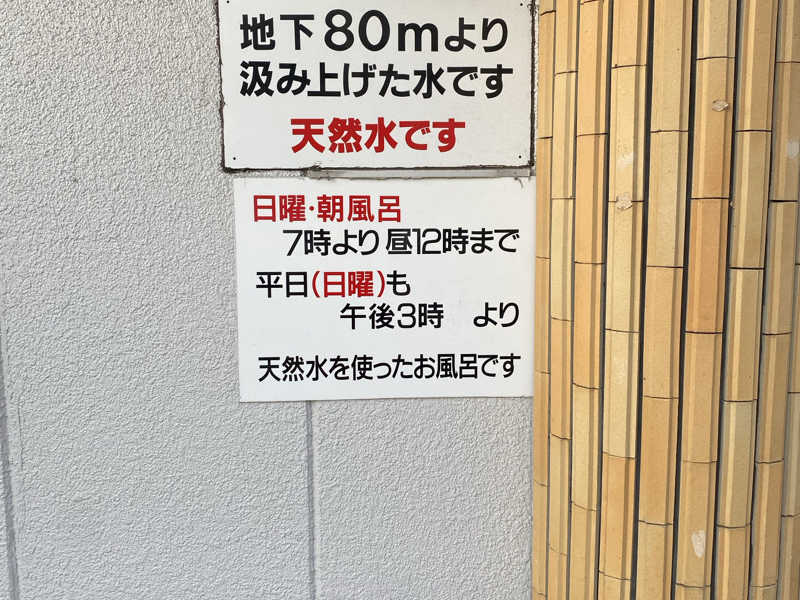 地下80mより
汲み上げた水です
天然水です
日曜・朝風呂
7時より昼12時まで
平日(日曜)も
午後3時 より
天然水を使ったお風呂です